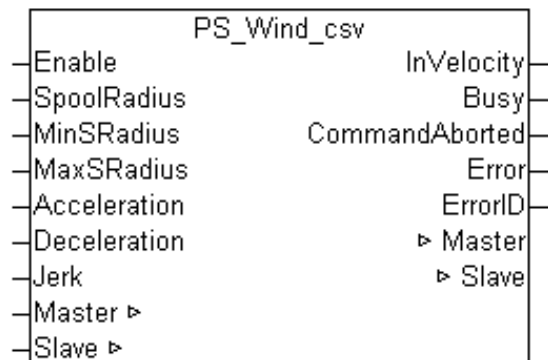 PS_Wind_csv
Enable InVelocity
SpoolRadius Busy
MinSRadius CommandAborted
MaxSRadius Error
Acceleration ErrorID
Deceleration ▷ Master
Jerk ▷ Slave
Master ▷
Slave ▷